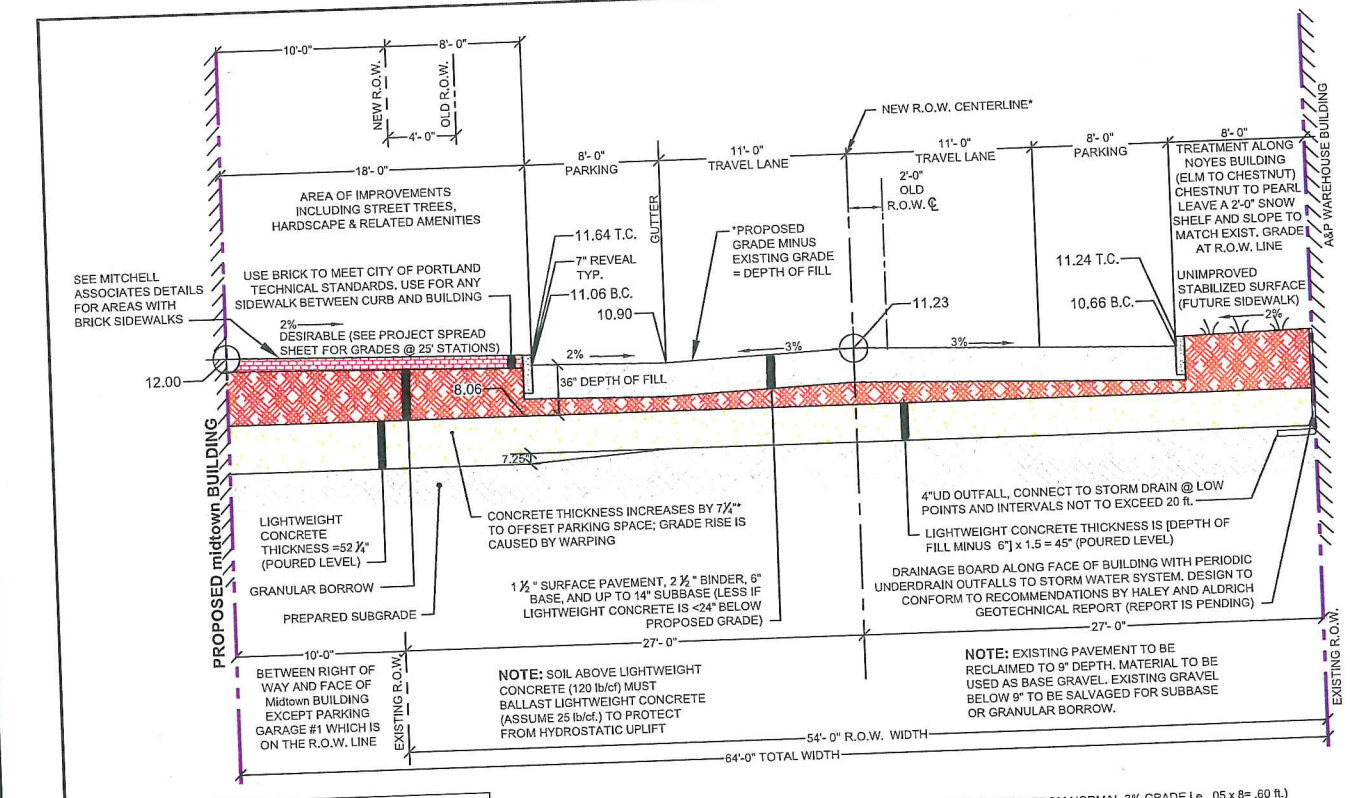 10'-0"
8'- 0"
NEW R.O.W.
OLD R.O.W.
4'- 0"
NEW R.O.W. CENTERLINE*
18'- 0"
8'- 0"
PARKING
11'- 0"
TRAVEL LANE
11'- 0"
TRAVEL LANE
8'- 0"
PARKING
8'- 0"
2'-0"
OLD
R.O.W. ℄
GUTTER
AREA OF IMPROVEMENTS
INCLUDING STREET TREES,
HARDSCAPE & RELATED AMENITIES
TREATMENT ALONG
NOYES BUILDING
(ELM TO CHESTNUT)
CHESTNUT TO PEARL
LEAVE A 2'-0" SNOW
SHELF AND SLOPE TO
MATCH EXIST. GRADE
AT R.O.W. LINE
A&P WAREHOUSE BUILDING
11.64 T.C.
7" REVEAL
TYP.
11.06 B.C.
10.90
*PROPOSED
GRADE MINUS
EXISTING GRADE
= DEPTH OF FILL
11.24 T.C.
10.66 B.C.
UNIMPROVED
STABILIZED SURFACE
(FUTURE SIDEWALK)
2%
SEE MITCHELL
ASSOCIATES DETAILS
FOR AREAS WITH
BRICK SIDEWALKS
USE BRICK TO MEET CITY OF PORTLAND
TECHNICAL STANDARDS. USE FOR ANY
SIDEWALK BETWEEN CURB AND BUILDING
2%
DESIRABLE (SEE PROJECT SPREAD
SHEET FOR GRADES @ 25' STATIONS)
11.23
2%
3%
3%
12.00
36" DEPTH OF FILL
8.06
7.25"
PROPOSED midtown BUILDING
LIGHTWEIGHT
CONCRETE
THICKNESS =52 ¼"
(POURED LEVEL)
GRANULAR BORROW
PREPARED SUBGRADE
CONCRETE THICKNESS INCREASES BY 7¼"*
TO OFFSET PARKING SPACE; GRADE RISE IS
CAUSED BY WARPING
1 ½ " SURFACE PAVEMENT, 2 ½ " BINDER, 6"
BASE, AND UP TO 14" SUBBASE (LESS IF
LIGHTWEIGHT CONCRETE IS <24" BELOW
PROPOSED GRADE)
4"UD OUTFALL, CONNECT TO STORM DRAIN @ LOW
POINTS AND INTERVALS NOT TO EXCEED 20 ft.
LIGHTWEIGHT CONCRETE THICKNESS IS [DEPTH OF
FILL MINUS 6"] x 1.5 = 45" (POURED LEVEL)
DRAINAGE BOARD ALONG FACE OF BUILDING WITH PERIODIC
UNDERDRAIN OUTFALLS TO STORM WATER SYSTEM. DESIGN TO
CONFORM TO RECOMMENDATIONS BY HALEY AND ALDRICH
GEOTECHNICAL REPORT (REPORT IS PENDING)
10'-0"
27'- 0"
27'- 0"
BETWEEN RIGHT OF
WAY AND FACE OF
Midtown BUILDING
EXCEPT PARKING
GARAGE #1 WHICH IS
ON THE R.O.W. LINE
EXISTING R.O.W.
NOTE: SOIL ABOVE LIGHTWEIGHT
CONCRETE (120 lb/cf) MUST
BALLAST LIGHTWEIGHT CONCRETE
(ASSUME 25 lb/cf.) TO PROTECT
FROM HYDROSTATIC UPLIFT
NOTE: EXISTING PAVEMENT TO BE
RECLAIMED TO 9" DEPTH. MATERIAL TO BE
USED AS BASE GRAVEL. EXISTING GRAVEL
BELOW 9" TO BE SALVAGED FOR SUBBASE
OR GRANULAR BORROW.
EXISTING R.O.W.
54'- 0" R.O.W. WIDTH
64'-0" TOTAL WIDTH
GRADE i.e. .05 x 8= .60 ft.)